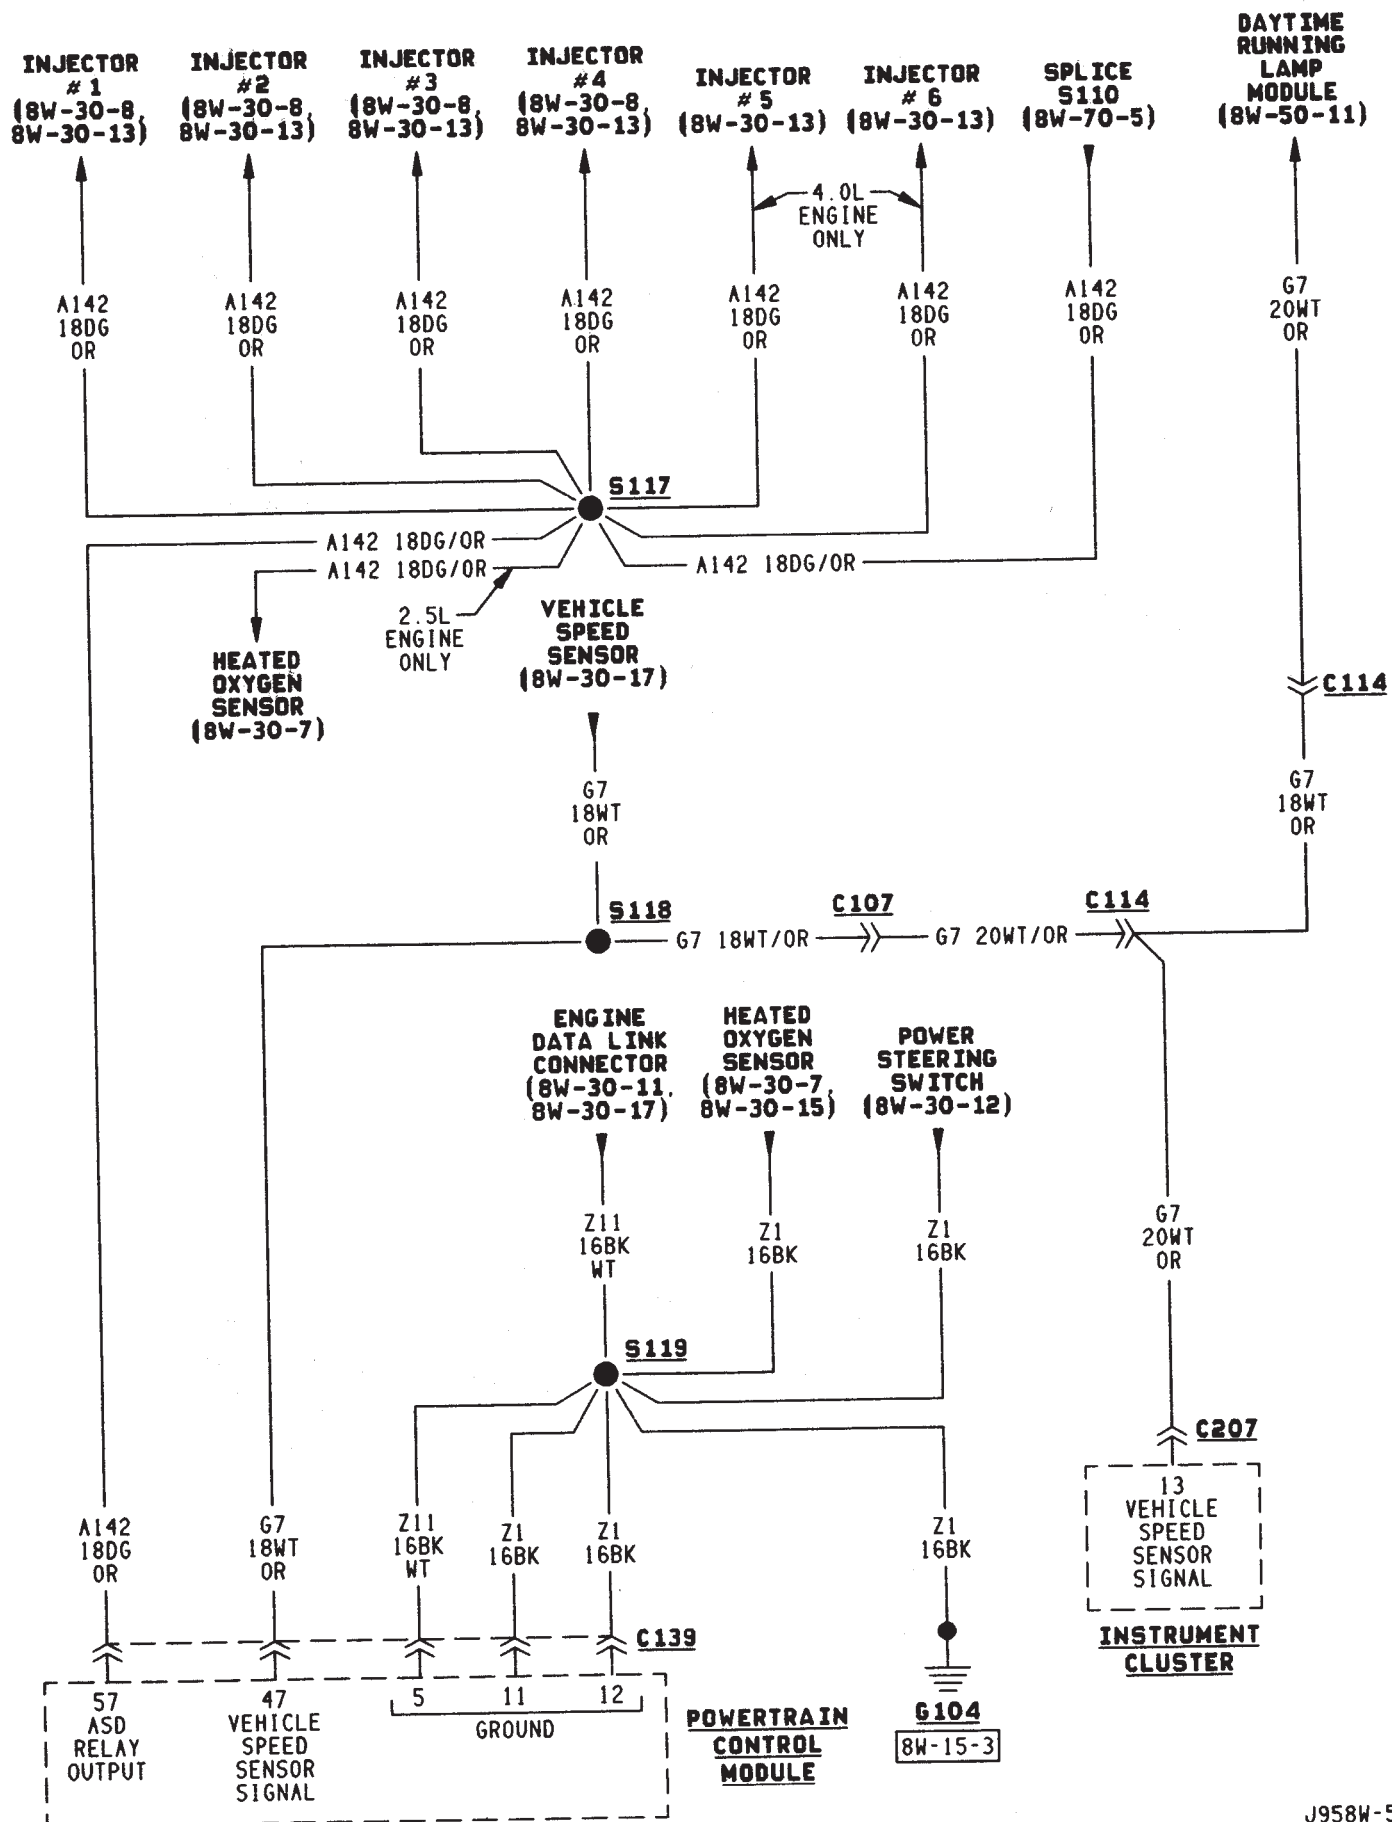 INJECTOR
# 1
(8W-30-8,
8W-30-13)
INJECTOR
#2
(8W-30-8,
8W-30-13)
INJECTOR
#3
(8W-30-8,
8W-30-13)
INJECTOR
#4
(8W-30-8,
8W-30-13)
INJECTOR
# 5
(8W-30-13)
INJECTOR
# 6
(8W-30-13)
SPLICE
S110
(8W-70-5)
DAYTIME
RUNNING
LAMP
MODULE
(8W-50-11)
4.0L
ENGINE
ONLY
A142
18DG
OR
A142
18DG
OR
A142
18DG
OR
A142
18DG
OR
A142
18DG
OR
A142
18DG
OR
A142
18DG
OR
G7
20WT
OR
S117
A142 18DG/OR
A142 18DG/OR
A142 18DG/OR
2.5L
ENGINE
ONLY
HEATED
OXYGEN
SENSOR
(8W-30-7)
VEHICLE
SPEED
SENSOR
(8W-30-17)
C114
G7
18WT
OR
G7
18WT
OR
S118
G7 18WT/OR
C107
G7 20WT/OR
C114
ENGINE
DATA LINK
CONNECTOR
(8W-30-11,
8W-30-17)
HEATED
OXYGEN
SENSOR
(8W-30-7,
8W-30-15)
POWER
STEERING
SWITCH
(8W-30-12)
Z11
16BK
WT
Z1
16BK
Z1
16BK
G7
20WT
OR
S119
C207
13
VEHICLE
SPEED
SENSOR
SIGNAL
INSTRUMENT
CLUSTER
A142
18DG
OR
G7
18WT
OR
Z11
16BK
WT
Z1
16BK
Z1
16BK
Z1
16BK
C139
57
ASD
RELAY
OUTPUT
47
VEHICLE
SPEED
SENSOR
SIGNAL
5
11
12
GROUND
POWERTRAIN
CONTROL
MODULE
G104
8W-15-3
J958W-5